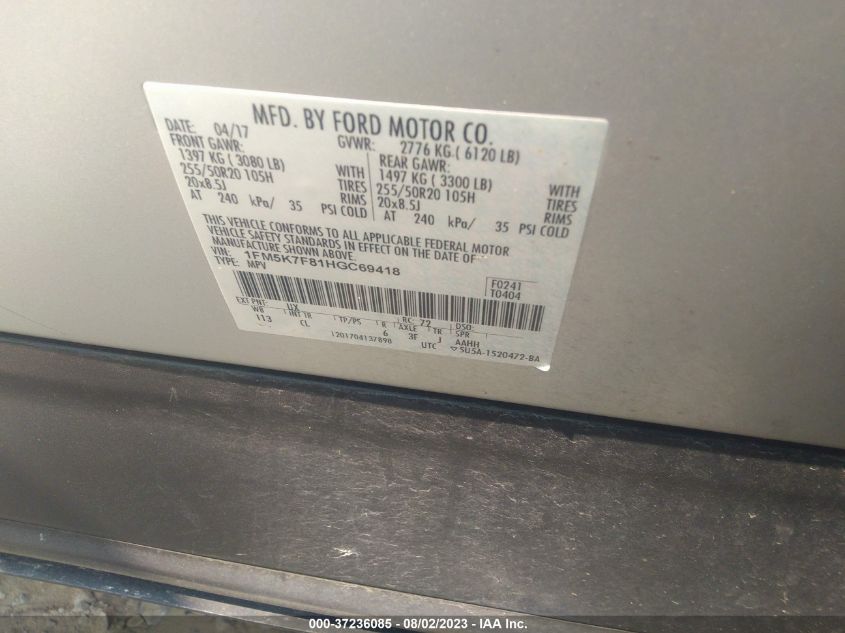 MFD. BY FORD MOTOR CO.
DATE: 04/17 GVWR: 2776 KG ( 6120 LB)
FRONT GAWR: REAR GAWR:
1397 KG ( 3080 LB) WITH 1497 KG ( 3300 LB) WITH
255/50R20 105H TIRES 255/50R20 105H TIRES
20x8.5J RIMS 20x8.5J RIMS
AT 240 kPa/ 35 PSI COLD AT 240 kPa/ 35 PSI COLD
THIS VEHICLE CONFORMS TO ALL APPLICABLE FEDERAL MOTOR
VEHICLE SAFETY STANDARDS IN EFFECT ON THE DATE OF
MANUFACTURE SHOWN ABOVE.
VIN: 1FM5K7F81HGC69418
TYPE: MPV
F0241
T0404
EXT PNT: UX RC: 72 DSO:
WB INT TR TP/PS R AXLE TR SPR
113 CL 6 3F J AAHH
1201704137890 UTC ▽ 5U5A-1520472-BA
000-37236085 - 08/02/2023 - IAA Inc.